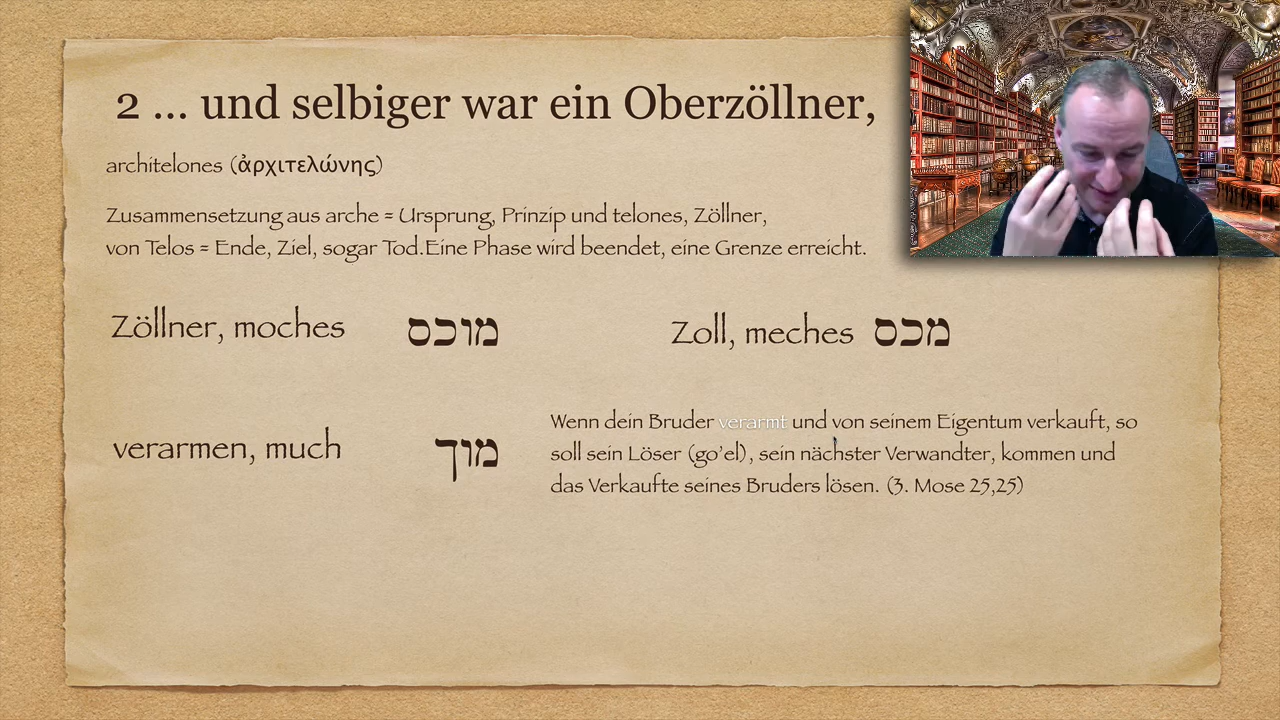 2 ... und selbiger war ein Oberzöllner,
architelones (ἀρχιτελώνης)
Zusammensetzung aus arche = Ursprung, Prinzip und telones, Zöllner,
von Telos = Ende, Ziel, sogar Tod.Eine Phase wird beendet, eine Grenze erreicht.
Zöllner, moches מוכס
Zoll, meches מכס
verarmen, much מוך
Wenn dein Bruder verarmt und von seinem Eigentum verkauft, so
soll sein Löser (go'el), sein nächster Verwandter, kommen und
das Verkaufte seines Bruders lösen. (3. Mose 25,25)